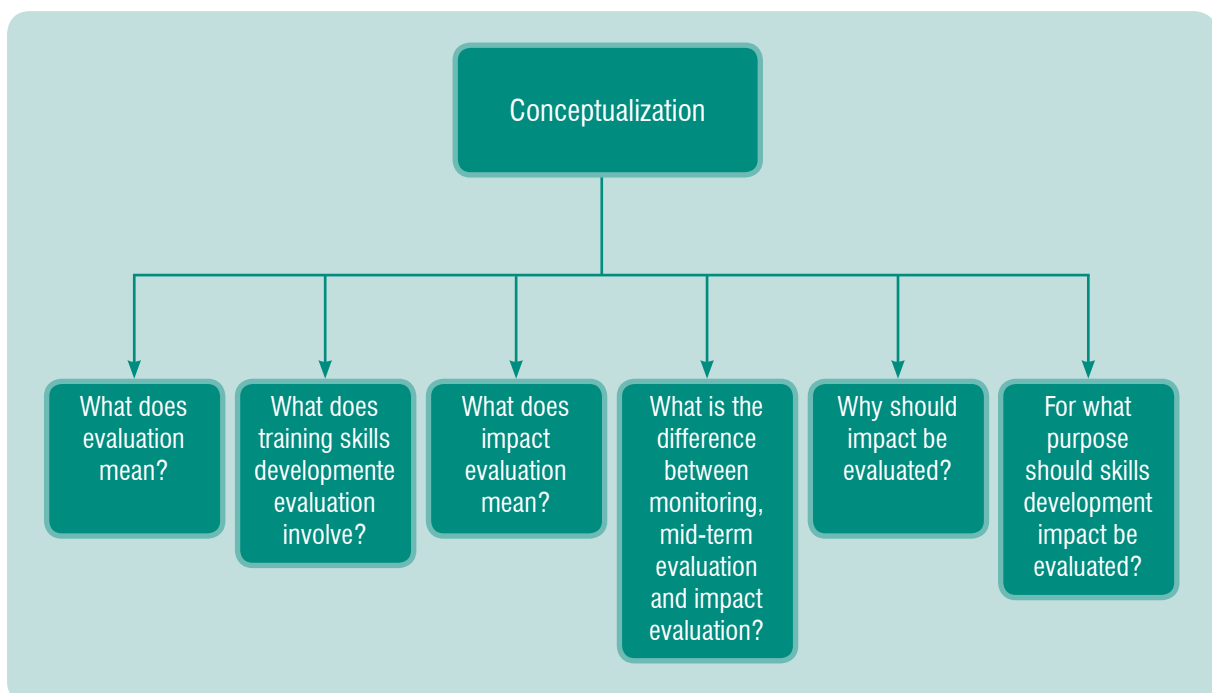 Conceptualization
What does
evaluation
mean?
What does
training skills
developmente
evaluation
involve?
What does
impact
evaluation
mean?
What is the
difference
between
monitoring,
mid-term
evaluation
and impact
evaluation?
Why should
impact be
evaluated?
For what
purpose
should skills
development
impact be
evaluated?